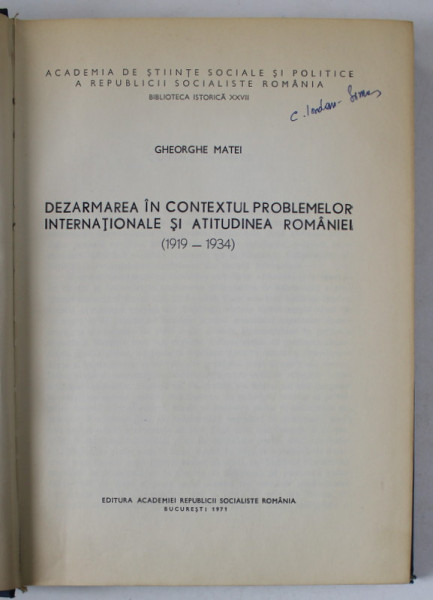 ACADEMIA DE ȘTIINȚE SOCIALE ȘI POLITICE
A REPUBLICII SOCIALISTE ROMÂNIA
BIBLIOTECA ISTORICĂ XXVII
C. Iordan-
GHEORGHE MATEI
DEZARMAREA ÎN CONTEXTUL PROBLEMELOR
INTERNAȚIONALE ȘI ATITUDINEA ROMÂNIEI
(1919 — 1934)
EDITURA ACADEMIEI REPUBLICII SOCIALISTE ROMÂNIA
BUCUREȘTI 1971